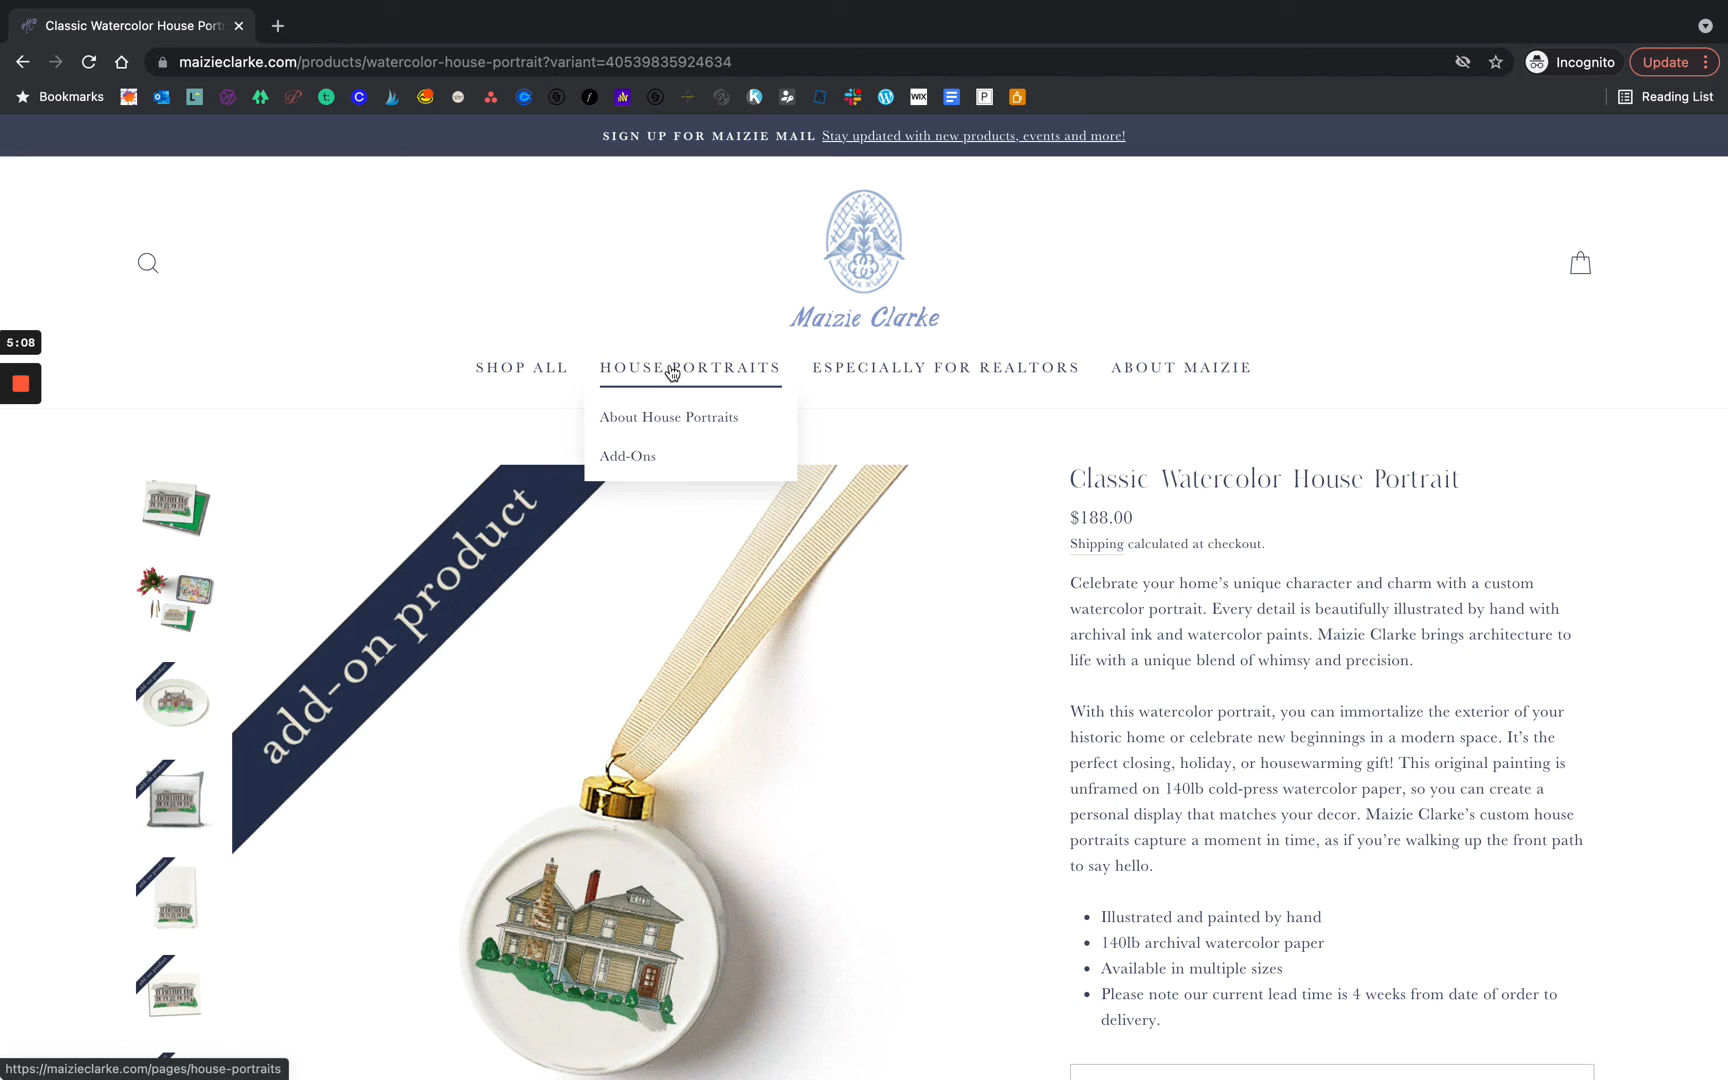 Classic Watercolor House Port
maizieclarke.com/products/watercolor-house-portrait?variant=40539835924634
Incognito
Update
Bookmarks
WIX
Reading List
SIGN UP FOR MAIZIE MAIL Stay updated with new products, events and more!
Maizie Clarke
5:08
SHOP ALL
HOUSE PORTRAITS
ESPECIALLY FOR REALTORS
ABOUT MAIZIE
About House Portraits
Add-Ons
add-on product
Classic Watercolor House Portrait
$188.00
Shipping calculated at checkout.
Celebrate your home's unique character and charm with a custom
watercolor portrait. Every detail is beautifully illustrated by hand with
archival ink and watercolor paints. Maizie Clarke brings architecture to
life with a unique blend of whimsy and precision.
With this watercolor portrait, you can immortalize the exterior of your
historic home or celebrate new beginnings in a modern space. It's the
perfect closing, holiday, or housewarming gift! This original painting is
unframed on 140lb cold-press watercolor paper, so you can create a
personal display that matches your decor. Maizie Clarke's custom house
portraits capture a moment in time, as if you're walking up the front path
to say hello.
Illustrated and painted by hand
140lb archival watercolor paper
Available in multiple sizes
Please note our current lead time is 4 weeks from date of order to
delivery.
https://maizieclarke.com/pages/house-portraits